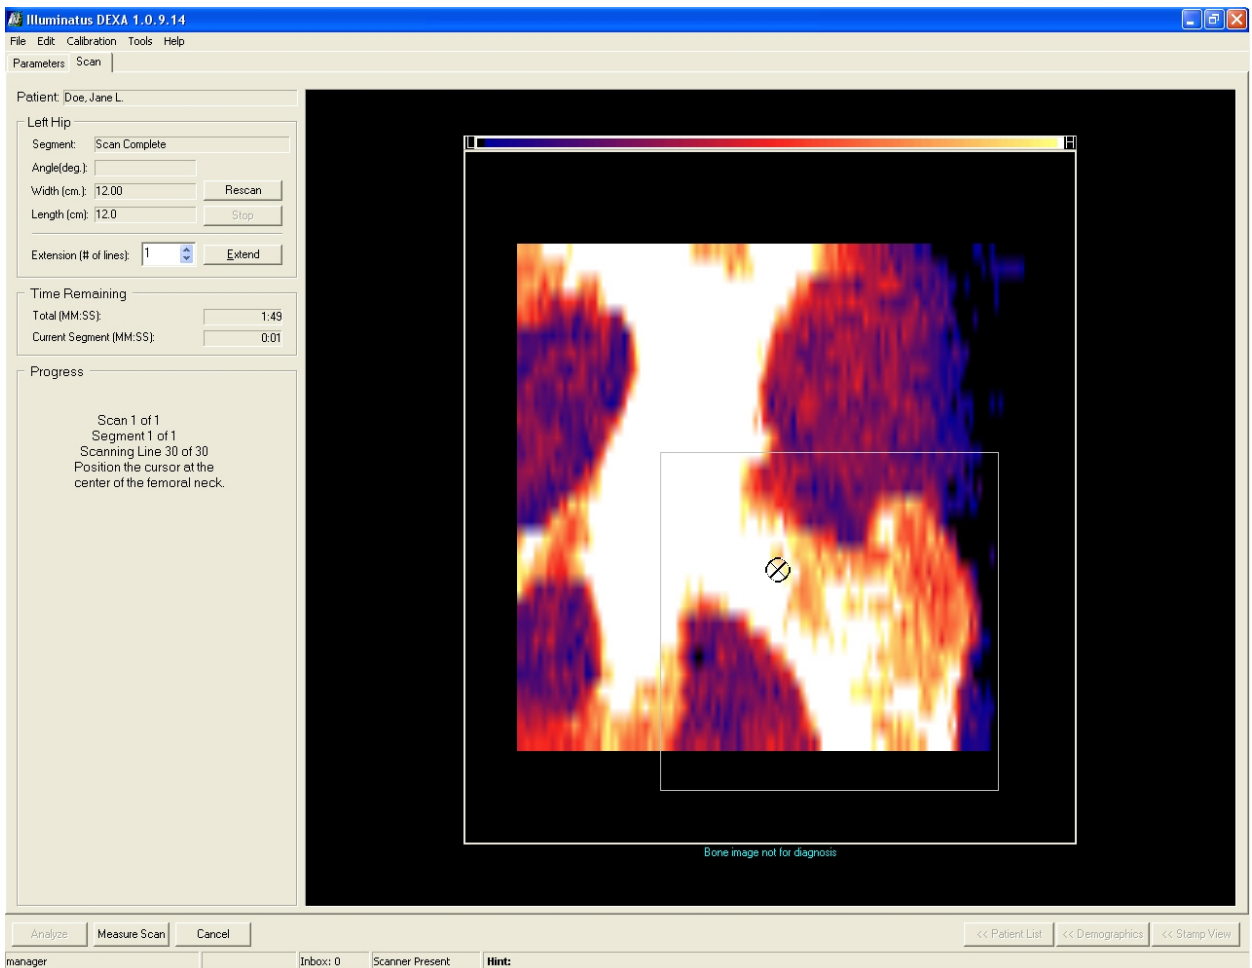 Illuminatus DEXA 1.0.9.14
File Edit Calibration Tools Help
Parameters Scan
Patient: Doe, Jane L.
Left Hip
Segment: Scan Complete
Angle(deg.):
Width (cm.): 12.00 Rescan
Length (cm): 12.0 Stop
Extension (# of lines): 1 Extend
Time Remaining
Total (MM:SS): 1:49
Current Segment (MM:SS): 0:01
Progress
Scan 1 of 1
Segment 1 of 1
Scanning Line 30 of 30
Position the cursor at the
center of the femoral neck.
L H
Bone image not for diagnosis
Analyze Measure Scan Cancel << Patient List << Demographics << Stamp View
manager Inbox: 0 Scanner Present Hint: